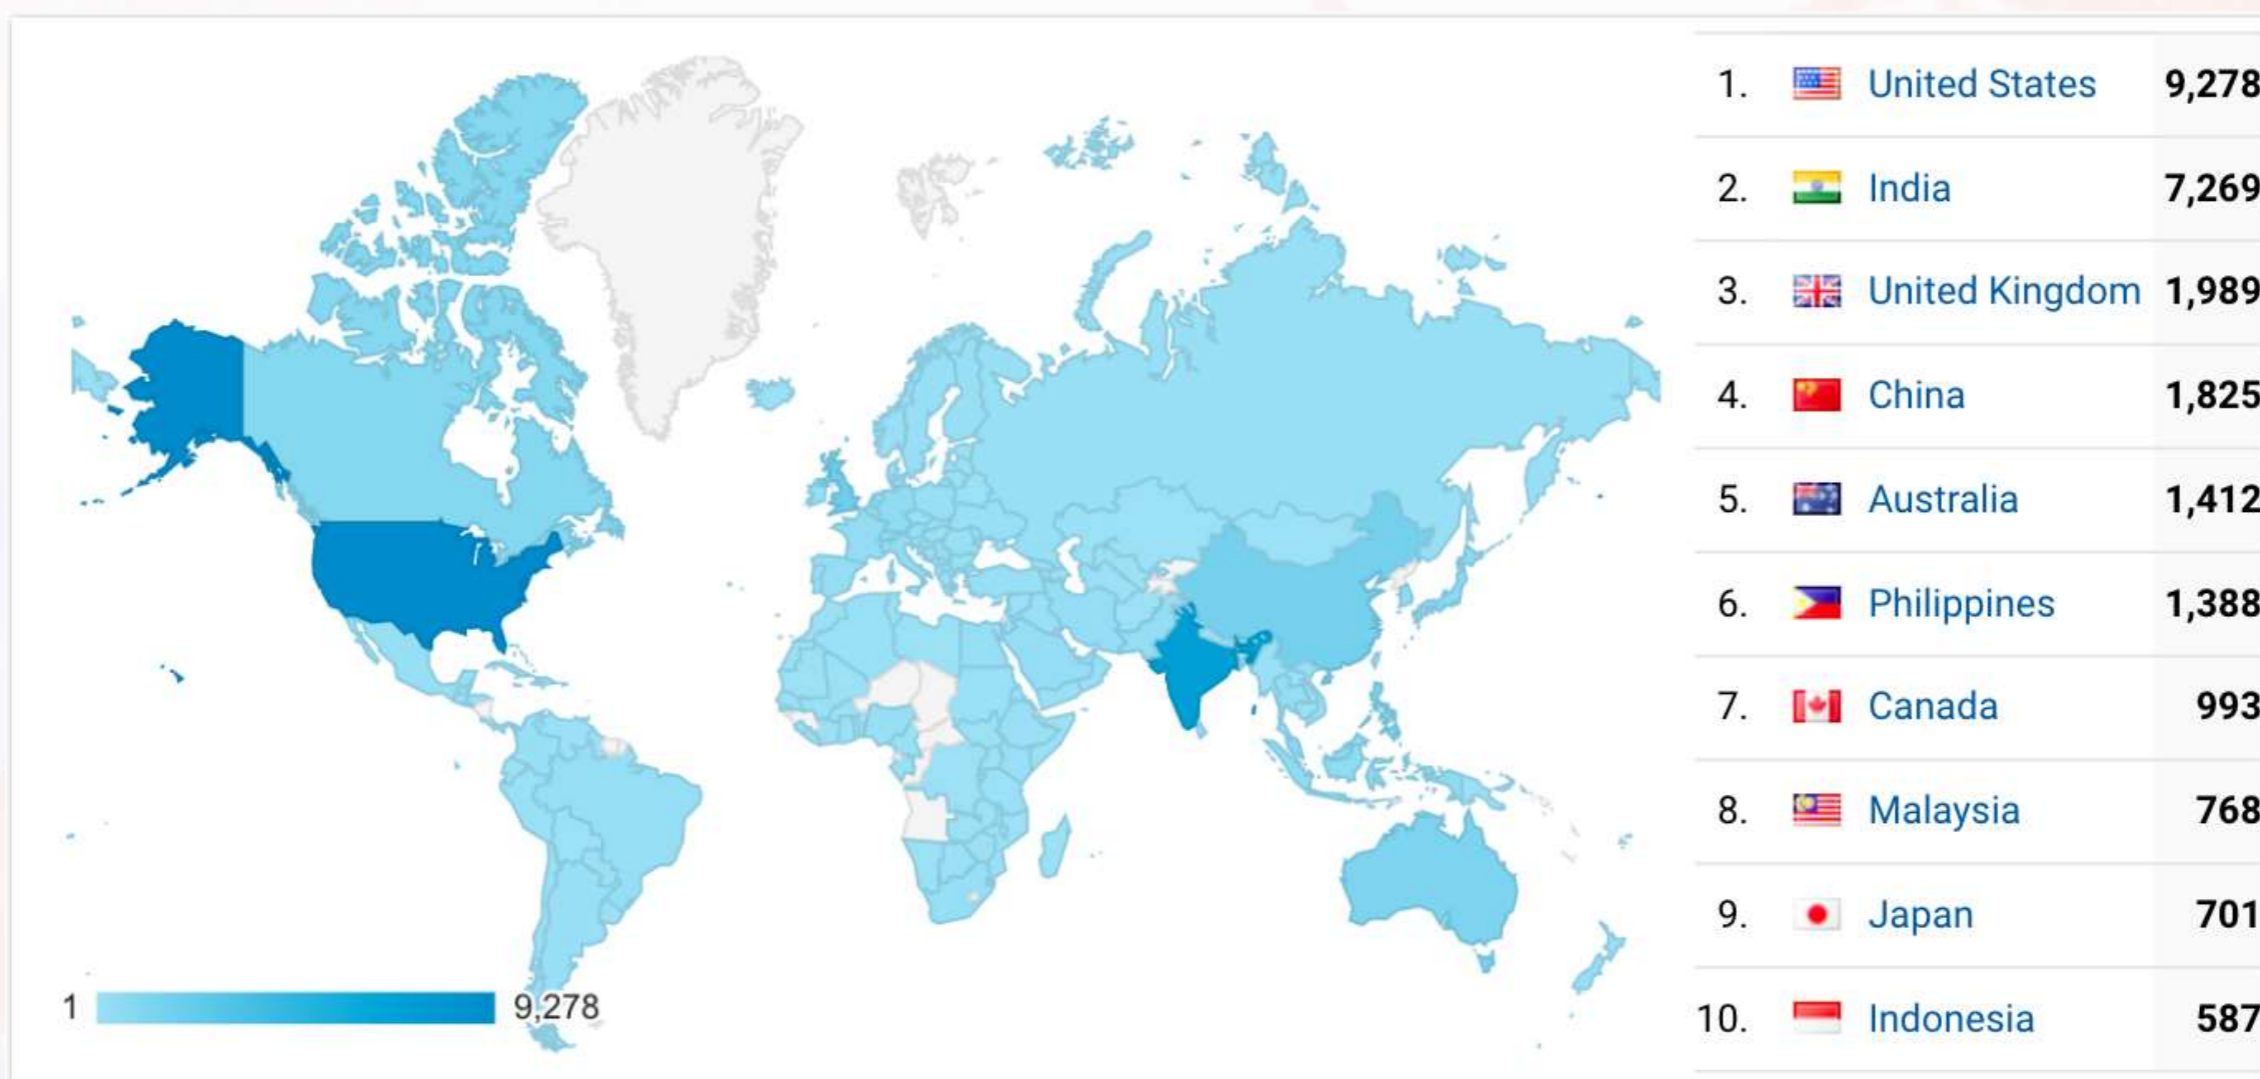 1. United States 9,278
2. India 7,269
3. United Kingdom 1,989
4. China 1,825
5. Australia 1,412
6. Philippines 1,388
7. Canada 993
8. Malaysia 768
9. Japan 701
10. Indonesia 587
1 9,278